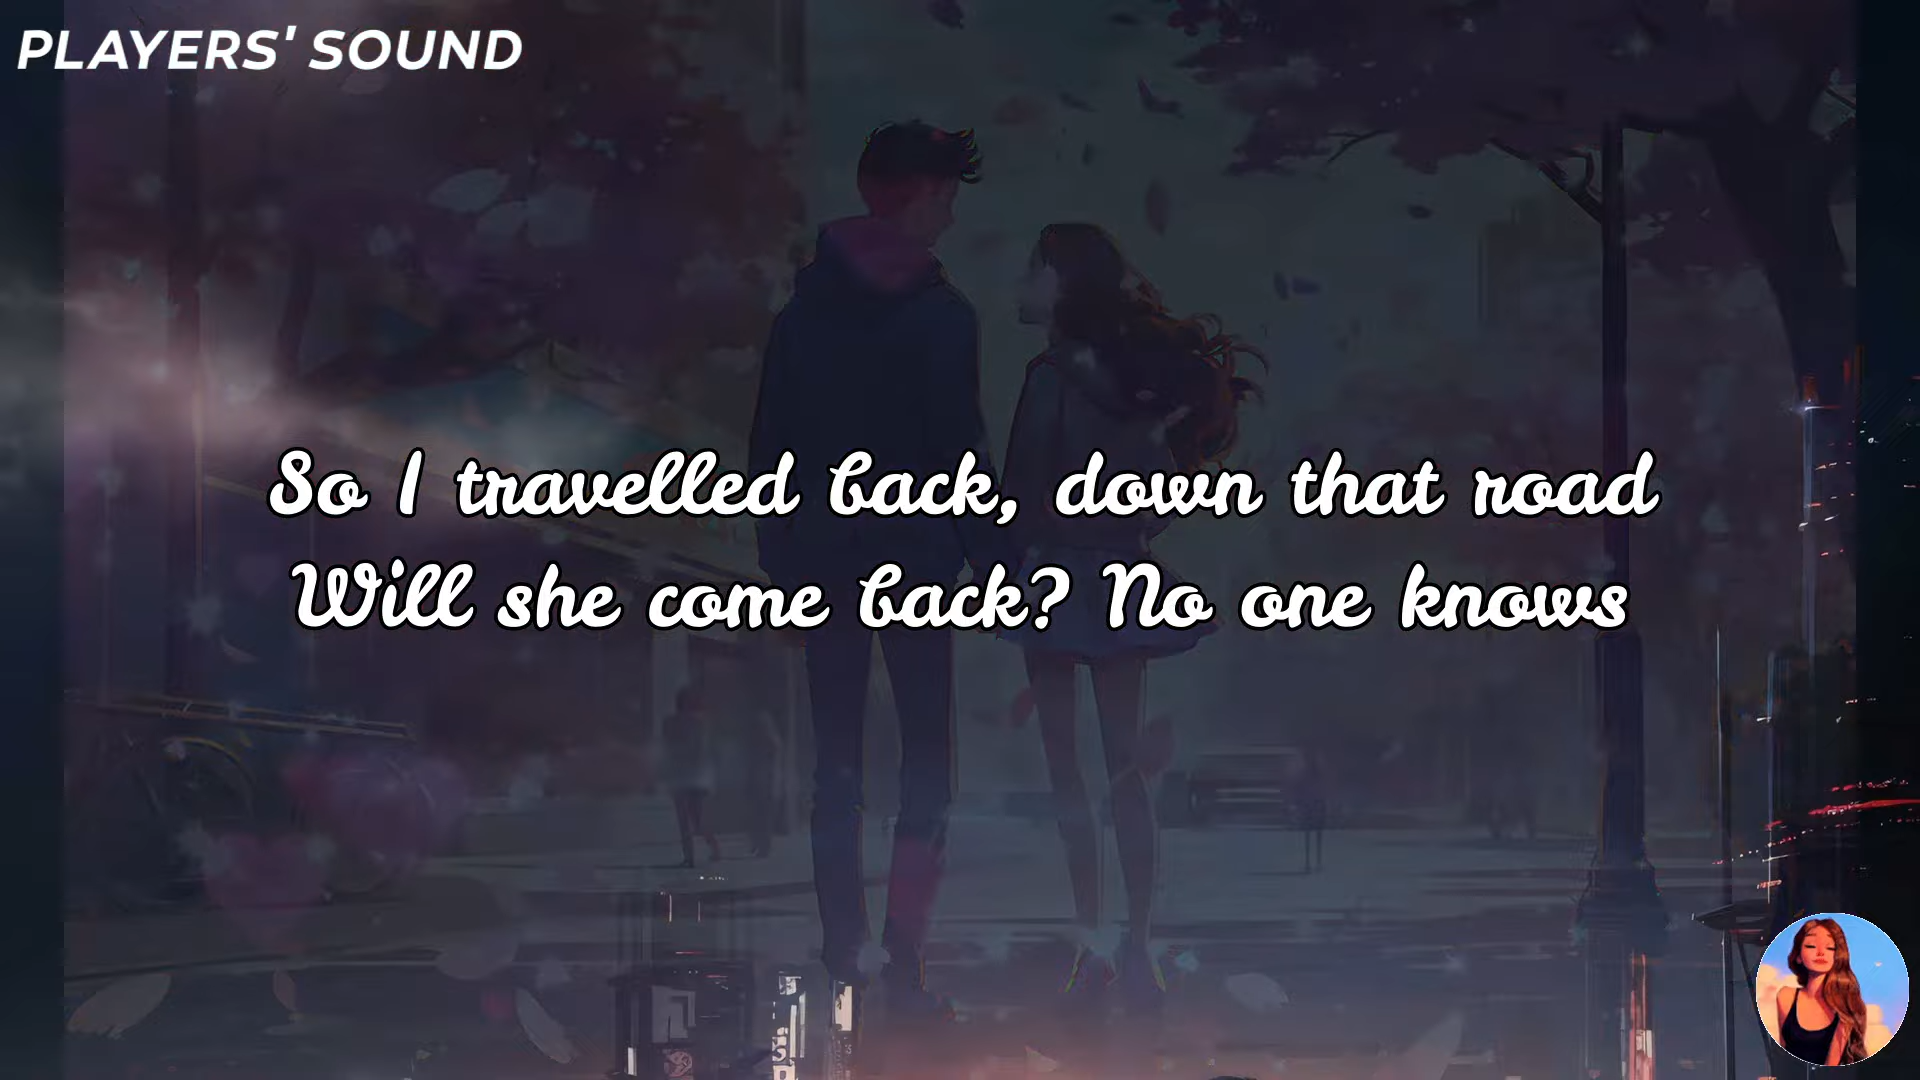 PLAYERS' SOUND
So I travelled back, down that road
Will she come back? No one knows